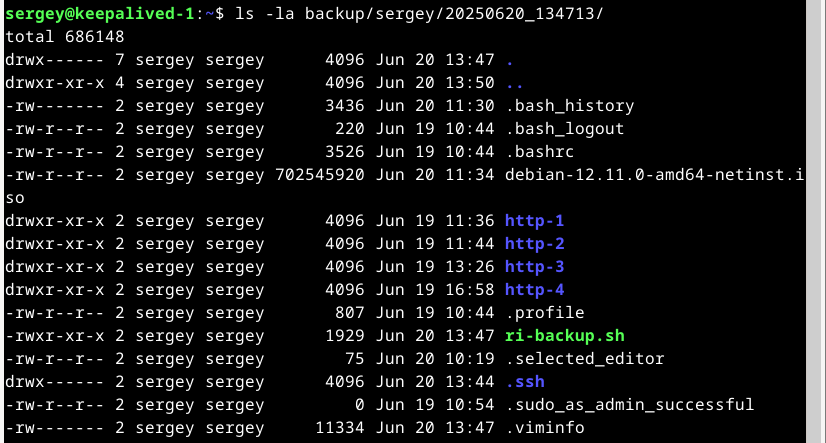 sergey@keepalived-1:~$ ls -la backup/sergey/20250620_134713/
total 686148
drwx------ 7 sergey sergey      4096 Jun 20 13:47 .
drwxr-xr-x 4 sergey sergey      4096 Jun 20 13:50 ..
-rw------- 2 sergey sergey      3436 Jun 20 11:30 .bash_history
-rw-r--r-- 2 sergey sergey       220 Jun 19 10:44 .bash_logout
-rw-r--r-- 2 sergey sergey      3526 Jun 19 10:44 .bashrc
-rw-r--r-- 2 sergey sergey 702545920 Jun 20 11:34 debian-12.11.0-amd64-netinst.i
so
drwxr-xr-x 2 sergey sergey      4096 Jun 19 11:36 http-1
drwxr-xr-x 2 sergey sergey      4096 Jun 19 11:44 http-2
drwxr-xr-x 2 sergey sergey      4096 Jun 19 13:26 http-3
drwxr-xr-x 2 sergey sergey      4096 Jun 19 16:58 http-4
-rw-r--r-- 2 sergey sergey       807 Jun 19 10:44 .profile
-rwxr-xr-x 2 sergey sergey      1929 Jun 20 13:47 ri-backup.sh
-rw-r--r-- 2 sergey sergey        75 Jun 20 10:19 .selected_editor
drwx------ 2 sergey sergey      4096 Jun 20 13:44 .ssh
-rw-r--r-- 2 sergey sergey         0 Jun 19 10:54 .sudo_as_admin_successful
-rw------- 2 sergey sergey     11334 Jun 20 13:47 .viminfo